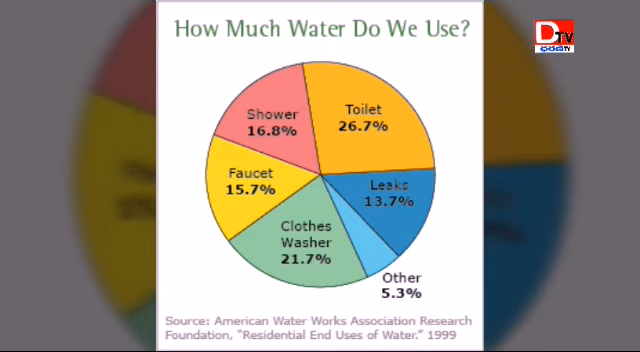 How Much Water Do We Use?
DTV
Shower
16.8%
Toilet
26.7%
Faucet
15.7%
Leaks
13.7%
Clothes
Washer
21.7%
Other
5.3%
Source: American Water Works Association Research
Foundation, "Residential End Uses of Water." 1999